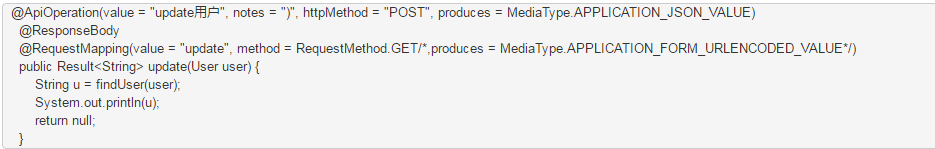 @ApiOperation(value = "update用户", notes = ")", httpMethod = "POST", produces = MediaType.APPLICATION_JSON_VALUE)
@ResponseBody
@RequestMapping(value = "update", method = RequestMethod.GET/*,produces = MediaType.APPLICATION_FORM_URLENCODED_VALUE*/)
public Result<String> update(User user) {
String u = findUser(user);
System.out.println(u);
return null;
}